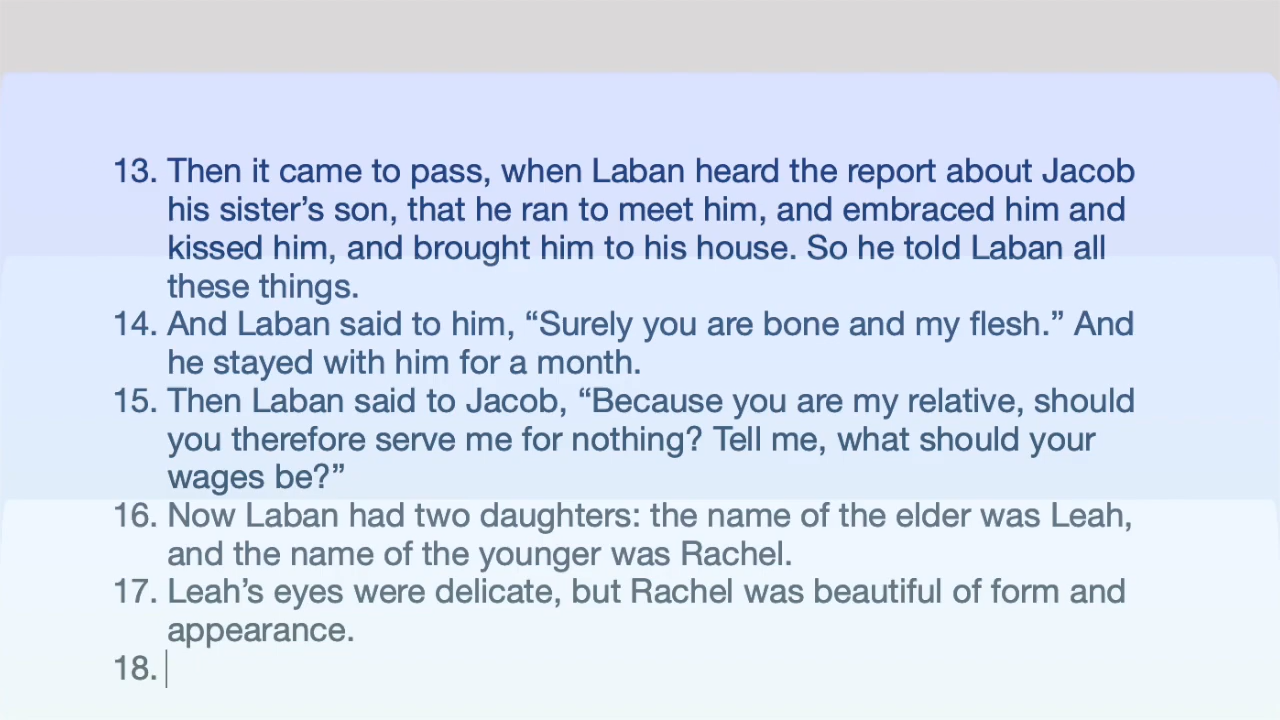 13. Then it came to pass, when Laban heard the report about Jacob
his sister’s son, that he ran to meet him, and embraced him and
kissed him, and brought him to his house. So he told Laban all
these things.
14. And Laban said to him, “Surely you are bone and my flesh.” And
he stayed with him for a month.
15. Then Laban said to Jacob, “Because you are my relative, should
you therefore serve me for nothing? Tell me, what should your
wages be?”
16. Now Laban had two daughters: the name of the elder was Leah,
and the name of the younger was Rachel.
17. Leah’s eyes were delicate, but Rachel was beautiful of form and
appearance.
18.